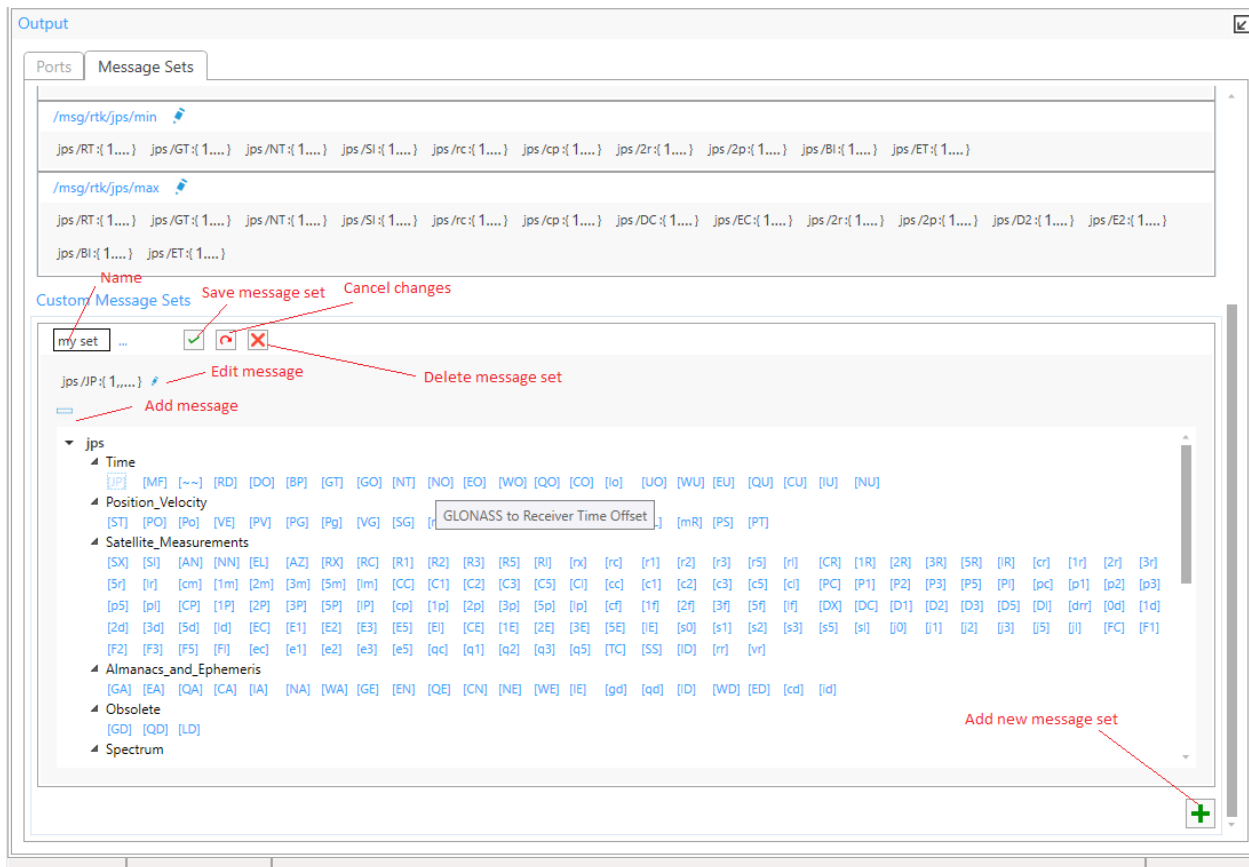 Output
Ports Message Sets
/msg/rtk/jps/min
jps /RT:{ 1.... } jps /GT:{ 1.... } jps /NT:{ 1.... } jps /SI:{ 1.... } jps /rc:{ 1.... } jps /cp:{ 1.... } jps /2r:{ 1.... } jps /2p:{ 1.... } jps /BI:{ 1.... } jps /ET:{ 1.... }
/msg/rtk/jps/max
jps /RT:{ 1.... } jps /GT:{ 1.... } jps /NT:{ 1.... } jps /SI:{ 1.... } jps /rc:{ 1.... } jps /cp:{ 1.... } jps /DC:{ 1.... } jps /EC:{ 1.... } jps /2r:{ 1.... } jps /2p:{ 1.... } jps /D2:{ 1.... } jps /E2:{ 1.... }
jps /BI:{ 1.... } jps /ET:{ 1.... }
Name
Save message set
Cancel changes
Custom Message Sets
my set ...
Edit message
Delete message set
jps /JP:{ 1,,... }
Add message
jps
Time
[JP] [MF] [~~] [RD] [DO] [BP] [GT] [GO] [NT] [NO] [EO] [WO] [QO] [CO] [Io] [UO] [WU] [EU] [QU] [CU] [IU] [NU]
Position_Velocity
[ST] [PO] [Po] [VE] [PV] [PG] [Pg] [VG] [SG] [mR] [PS] [PT]
GLONASS to Receiver Time Offset
Satellite_Measurements
[SX] [SI] [AN] [NN] [EL] [AZ] [RX] [RC] [R1] [R2] [R3] [R5] [RI] [rx] [rc] [r1] [r2] [r3] [r5] [rl] [CR] [1R] [2R] [3R] [5R] [IR] [cr] [1r] [2r] [3r]
[5r] [lr] [cm] [1m] [2m] [3m] [5m] [lm] [CC] [C1] [C2] [C3] [C5] [CI] [cc] [c1] [c2] [c3] [c5] [cl] [PC] [P1] [P2] [P3] [P5] [PI] [pc] [p1] [p2] [p3]
[p5] [pl] [CP] [1P] [2P] [3P] [5P] [IP] [cp] [1p] [2p] [3p] [5p] [lp] [cf] [1f] [2f] [3f] [5f] [lf] [DX] [DC] [D1] [D2] [D3] [D5] [DI] [drr] [0d] [1d]
[2d] [3d] [5d] [ld] [EC] [E1] [E2] [E3] [E5] [EI] [CE] [1E] [2E] [3E] [5E] [IE] [s0] [s1] [s2] [s3] [s5] [sl] [j0] [j1] [j2] [j3] [j5] [jl] [FC] [F1]
[F2] [F3] [F5] [FI] [ec] [e1] [e2] [e3] [e5] [qc] [q1] [q2] [q3] [q5] [TC] [SS] [ID] [rr] [vr]
Almanacs_and_Ephemeris
[GA] [EA] [QA] [CA] [IA] [NA] [WA] [GE] [EN] [QE] [CN] [NE] [WE] [IE] [gd] [qd] [lD] [WD] [ED] [cd] [id]
Obsolete
[GD] [QD] [LD]
Add new message set
Spectrum